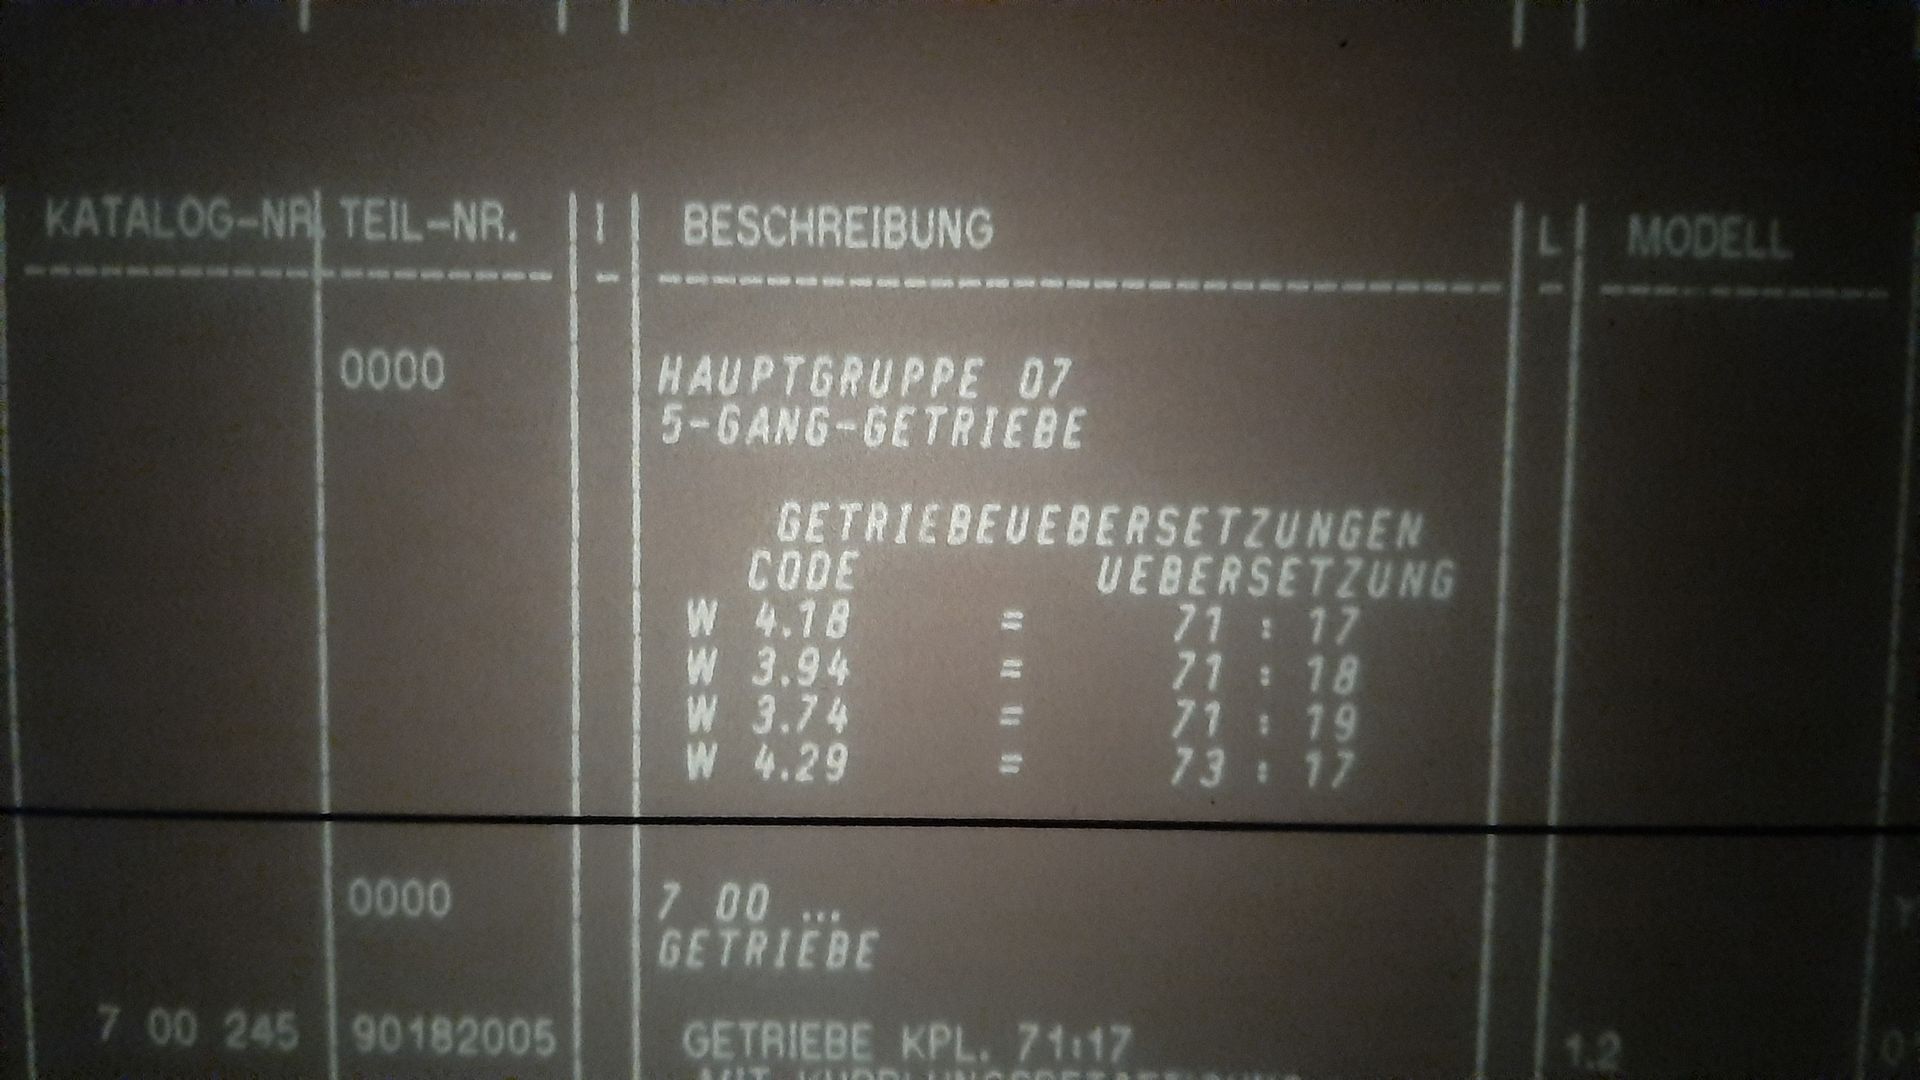 KATALOG-NR. TEIL-NR. I BESCHREIBUNG L MODELL
0000 HAUPTGRUPPE 07
5-GANG-GETRIEBE
GETRIEBEUEBERSETZUNGEN
CODE UEBERSETZUNG
W 4.18 = 71 : 17
W 3.94 = 71 : 18
W 3.74 = 71 : 19
W 4.29 = 73 : 17
0000 7 00 ...
GETRIEBE
7 00 245 90182005 GETRIEBE KPL. 71:17 1.2